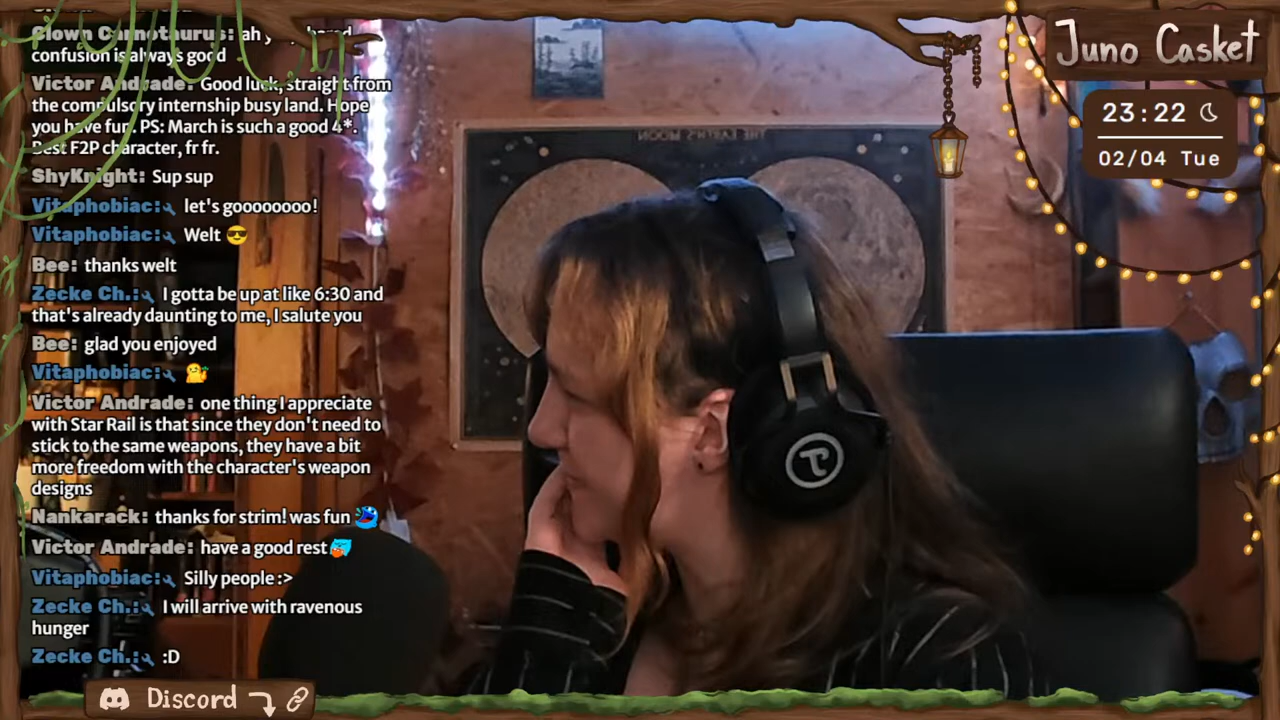 Clown Carnotaurus: ah
confusion is always good
Victor Andrade: Good luck, straight from
the compulsory internship busy land. Hope
you have fun. PS: March is such a good 4*.
Best F2P character, fr fr.
ShyKnight: Sup sup
Vitaphobiac: let's goooooooo!
Vitaphobiac: Welt 😎
Bee: thanks welt
Zecke Ch.: I gotta be up at like 6:30 and
that's already daunting to me, I salute you
Bee: glad you enjoyed
Vitaphobiac:
Victor Andrade: one thing I appreciate
with Star Rail is that since they don't need to
stick to the same weapons, they have a bit
more freedom with the character's weapon
designs
Nankarack: thanks for strim! was fun
Victor Andrade: have a good rest
Vitaphobiac: Silly people :>
Zecke Ch.: I will arrive with ravenous
hunger
Zecke Ch.: :D
Discord
THE EARTH'S MOON
Juno Casket
23:22
02/04 Tue